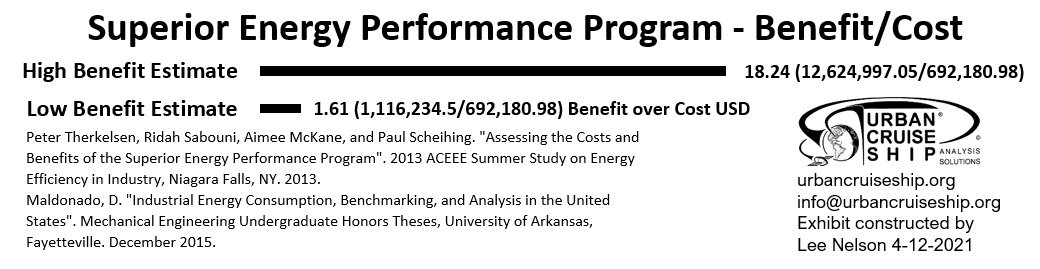 Superior Energy Performance Program - Benefit/Cost
High Benefit Estimate 18.24 (12,624,997.05/692,180.98)
Low Benefit Estimate 1.61 (1,116,234.5/692,180.98) Benefit over Cost USD
Peter Therkelsen, Ridah Sabouni, Aimee McKane, and Paul Scheihing. "Assessing the Costs and
Benefits of the Superior Energy Performance Program". 2013 ACEEE Summer Study on Energy
Efficiency in Industry, Niagara Falls, NY. 2013.
Maldonado, D. "Industrial Energy Consumption, Benchmarking, and Analysis in the United
States". Mechanical Engineering Undergraduate Honors Theses, University of Arkansas,
Fayetteville. December 2015.
URBAN®
CRUISE ©
SHIP ANALYSIS
SOLUTIONS
urbancruiseship.org
info@urbancruiseship.org
Exhibit constructed by
Lee Nelson 4-12-2021